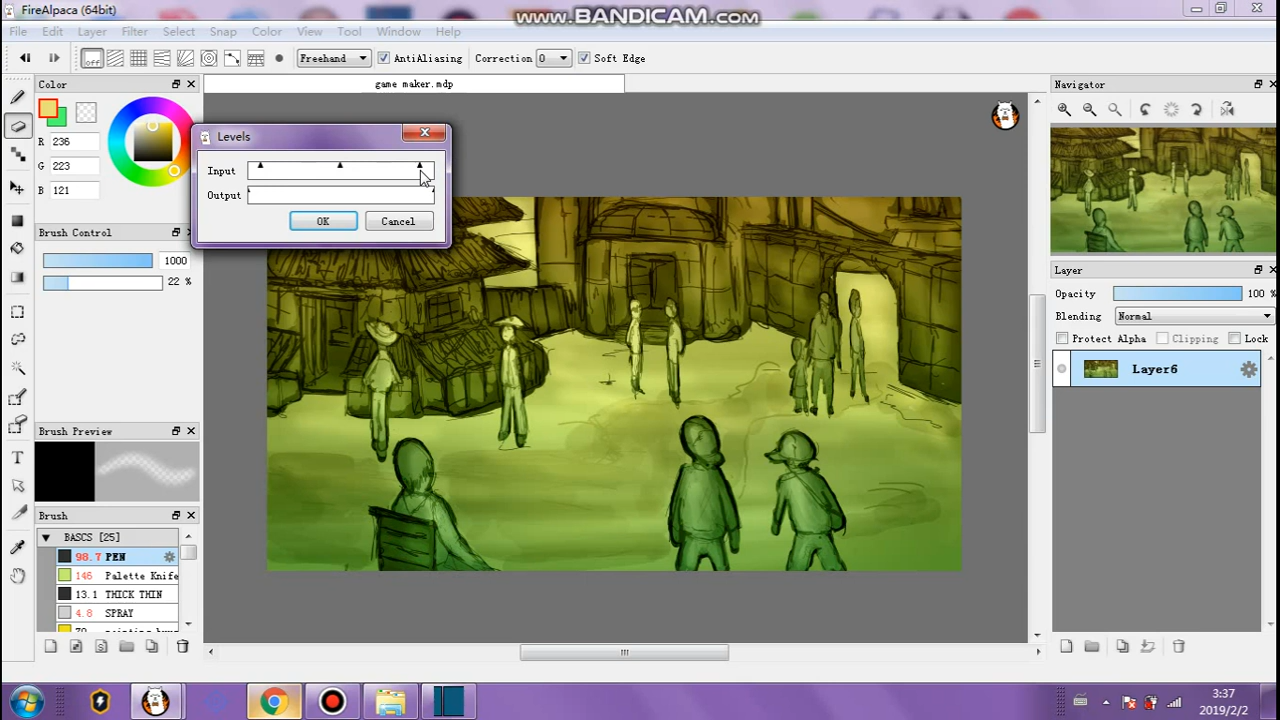 FireAlpaca (64bit)
www.BANDICAM.com
File Edit Layer Filter Select Snap Color View Tool Window Help
off Freehand AntiAliasing Correction 0 Soft Edge
Color
game maker.mdp
Navigator
R 236
G 223
B 121
Levels
Input
Output
OK Cancel
Brush Control
1000
22 %
Layer
Opacity 100 %
Blending Normal
Protect Alpha Clipping Lock
Layer6
Brush Preview
Brush
BASCS [25]
98.7 PEN
146 Palette Knife
13.1 THICK THIN
4.8 SPRAY
3:37
2019/2/2